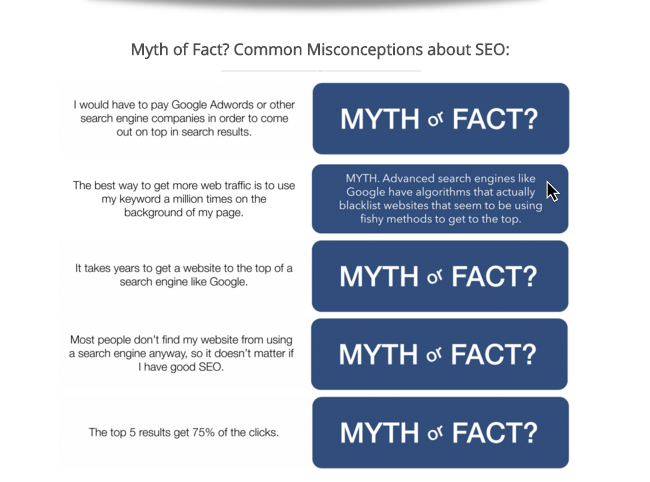 Myth of Fact? Common Misconceptions about SEO:
I would have to pay Google Adwords or other
search engine companies in order to come
out on top in search results.
MYTH or FACT?
The best way to get more web traffic is to use
my keyword a million times on the
background of my page.
MYTH. Advanced search engines like
Google have algorithms that actually
blacklist websites that seem to be using
fishy methods to get to the top.
It takes years to get a website to the top of a
search engine like Google.
MYTH or FACT?
Most people don't find my website from using
a search engine anyway, so it doesn't matter if
I have good SEO.
MYTH or FACT?
The top 5 results get 75% of the clicks.
MYTH or FACT?